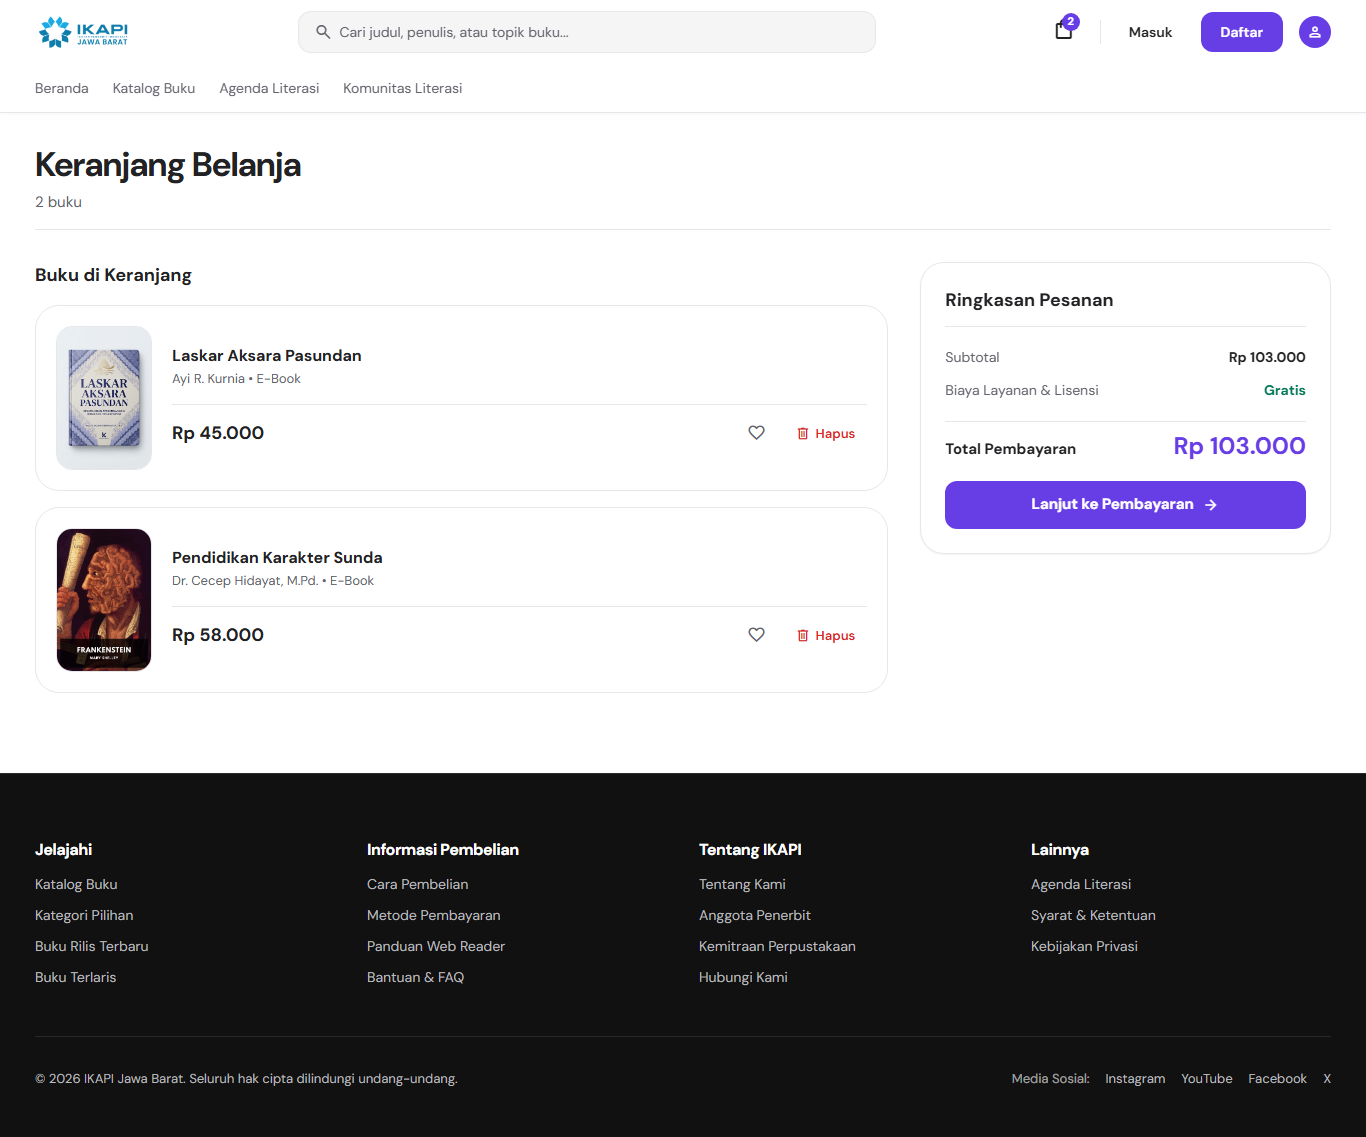 IKAPI
JAWA BARAT
Cari judul, penulis, atau topik buku...
2
Masuk
Daftar
Beranda
Katalog Buku
Agenda Literasi
Komunitas Literasi
Keranjang Belanja
2 buku
Buku di Keranjang
LASKAR
AKSARA
PASUNDAN
Laskar Aksara Pasundan
Ayi R. Kurnia • E-Book
Rp 45.000
Hapus
FRANKENSTEIN
MARY SHELLEY
Pendidikan Karakter Sunda
Dr. Cecep Hidayat, M.Pd. • E-Book
Rp 58.000
Hapus
Ringkasan Pesanan
Subtotal Rp 103.000
Biaya Layanan & Lisensi Gratis
Total Pembayaran Rp 103.000
Lanjut ke Pembayaran →
Jelajahi
Katalog Buku
Kategori Pilihan
Buku Rilis Terbaru
Buku Terlaris
Informasi Pembelian
Cara Pembelian
Metode Pembayaran
Panduan Web Reader
Bantuan & FAQ
Tentang IKAPI
Tentang Kami
Anggota Penerbit
Kemitraan Perpustakaan
Hubungi Kami
Lainnya
Agenda Literasi
Syarat & Ketentuan
Kebijakan Privasi
© 2026 IKAPI Jawa Barat. Seluruh hak cipta dilindungi undang-undang.
Media Sosial: Instagram YouTube Facebook X